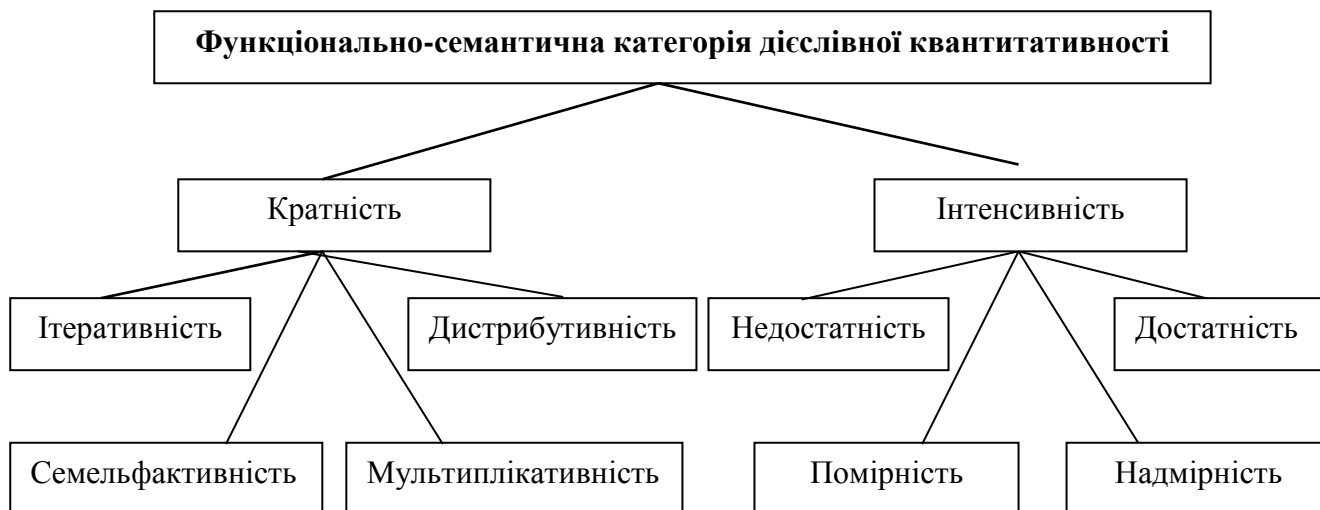 Функціонально-семантична категорія дієслівної квантитативності
Кратність
Інтенсивність
Ітеративність
Дистрибутивність
Недостатність
Достатність
Семельфактивність
Мультиплікативність
Помірність
Надмірність